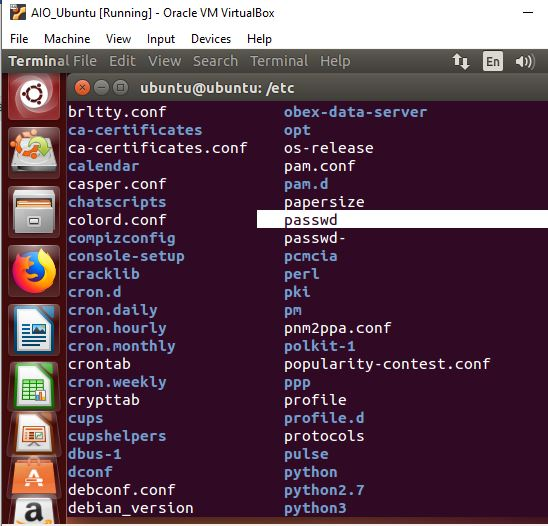 AIO_Ubuntu [Running] - Oracle VM VirtualBox
File Machine View Input Devices Help
Terminal File Edit View Search Terminal Help En
ubuntu@ubuntu: /etc
brltty.conf obex-data-server
ca-certificates opt
ca-certificates.conf os-release
calendar pam.conf
casper.conf pam.d
chatscripts papersize
colord.conf passwd
compizconfig passwd-
console-setup pcmcia
cracklib perl
cron.d pki
cron.daily pm
cron.hourly pnm2ppa.conf
cron.monthly polkit-1
crontab popularity-contest.conf
cron.weekly ppp
crypttab profile
cups profile.d
cupshelpers protocols
dbus-1 pulse
dconf python
debconf.conf python2.7
debian_version python3